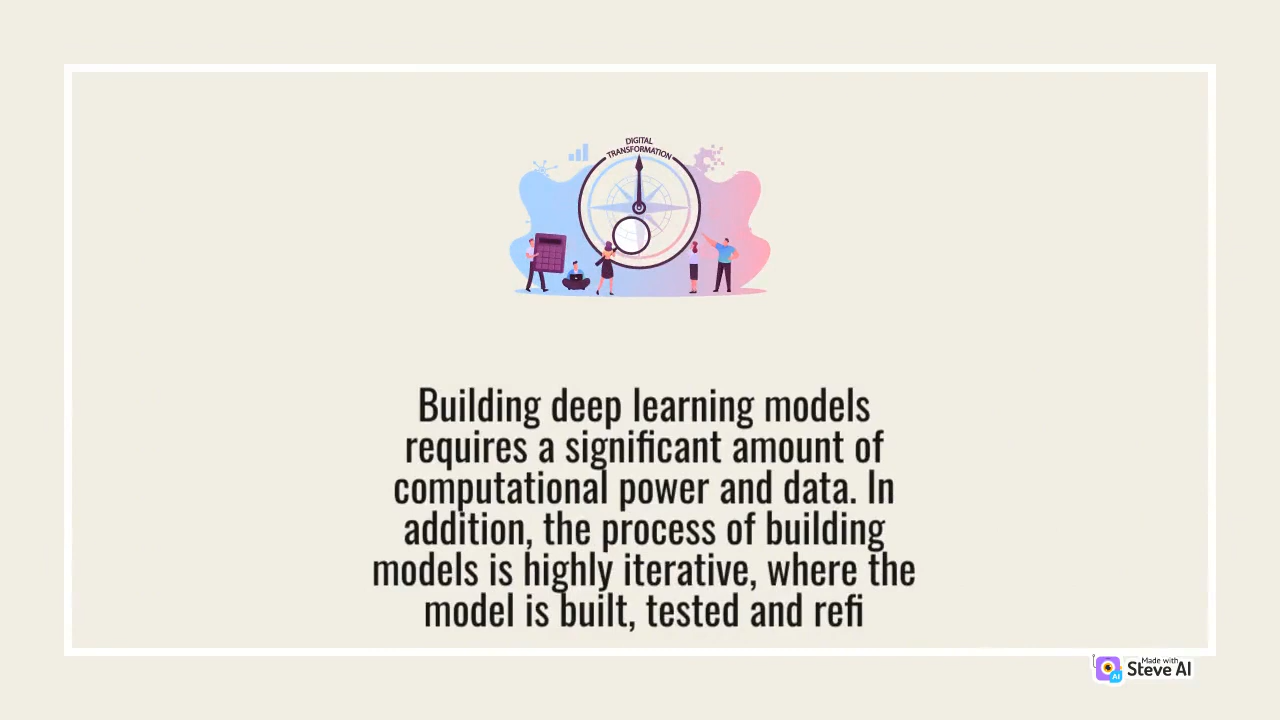 DIGITAL
TRANSFORMATION
Building deep learning models
requires a significant amount of
computational power and data. In
addition, the process of building
models is highly iterative, where the
model is built, tested and refi
Made with
Steve AI
AI